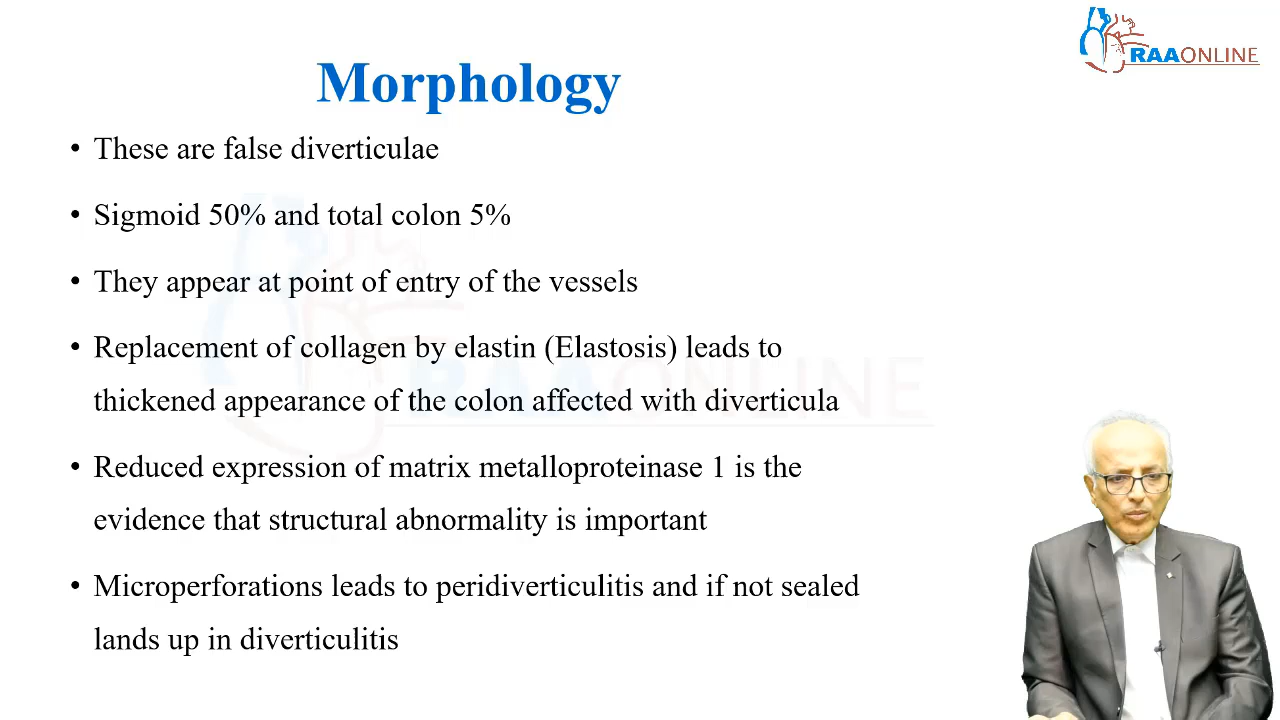 RAAONLINE
Morphology
• These are false diverticulae
• Sigmoid 50% and total colon 5%
• They appear at point of entry of the vessels
• Replacement of collagen by elastin (Elastosis) leads to
thickened appearance of the colon affected with diverticula
• Reduced expression of matrix metalloproteinase 1 is the
evidence that structural abnormality is important
• Microperforations leads to peridiverticulitis and if not sealed
lands up in diverticulitis
RAAONLINE